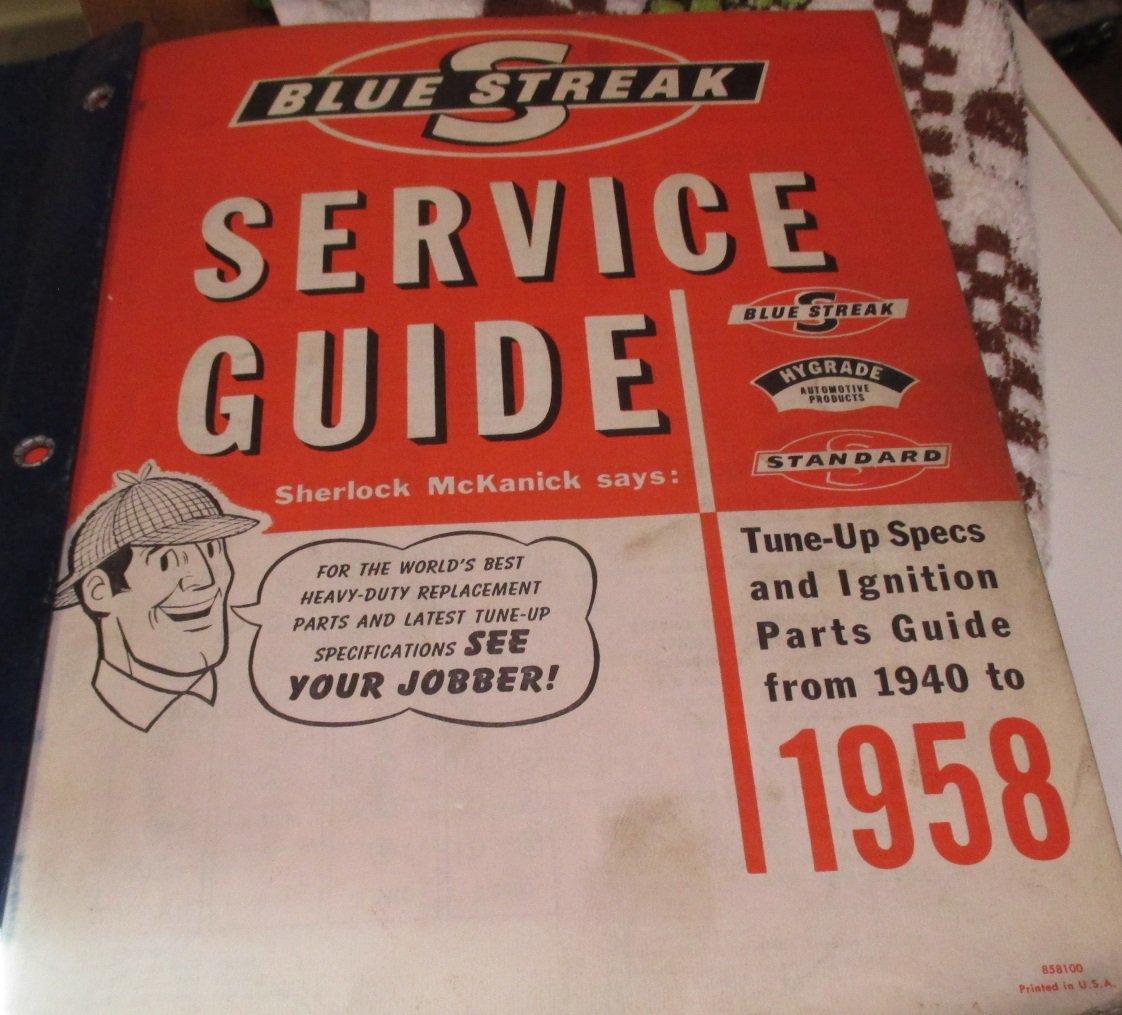 BLUE STREAK
S
SERVICE
GUIDE
BLUE STREAK
S
HYGRADE
AUTOMOTIVE
PRODUCTS
STANDARD
S
Sherlock McKanick says:
FOR THE WORLD'S BEST
HEAVY-DUTY REPLACEMENT
PARTS AND LATEST TUNE-UP
SPECIFICATIONS SEE
YOUR JOBBER!
Tune-Up Specs
and Ignition
Parts Guide
from 1940 to
1958
858100
Printed in U.S.A.